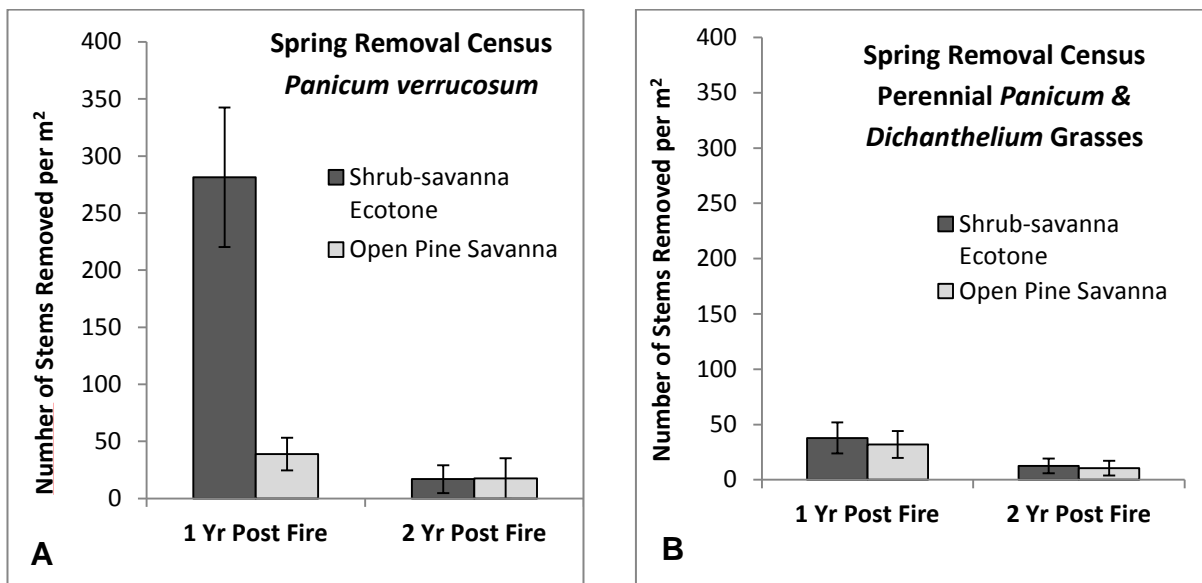 Number of Stems Removed per m²
400
350
300
250
200
150
100
50
0
Spring Removal Census
Panicum verrucosum
Shrub-savanna
Ecotone
Open Pine Savanna
1 Yr Post Fire
2 Yr Post Fire
A
Number of Stems Removed per m²
400
350
300
250
200
150
100
50
0
Spring Removal Census
Perennial Panicum &
Dichanthelium Grasses
Shrub-savanna
Ecotone
Open Pine Savanna
1 Yr Post Fire
2 Yr Post Fire
B